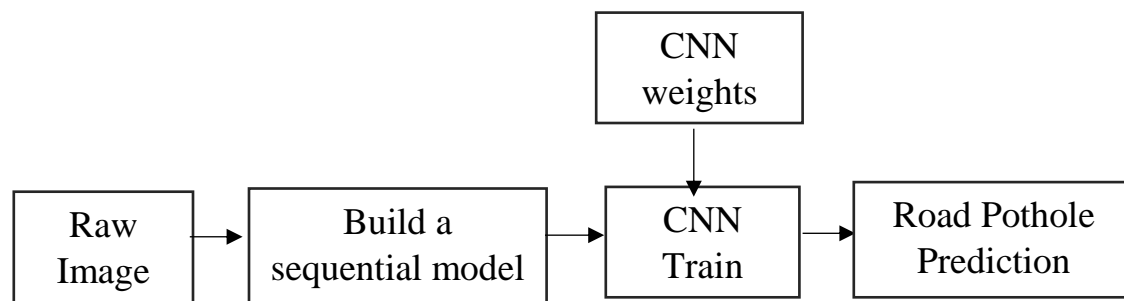 CNN
weights
Raw
Image
Build a
sequential model
CNN
Train
Road Pothole
Prediction